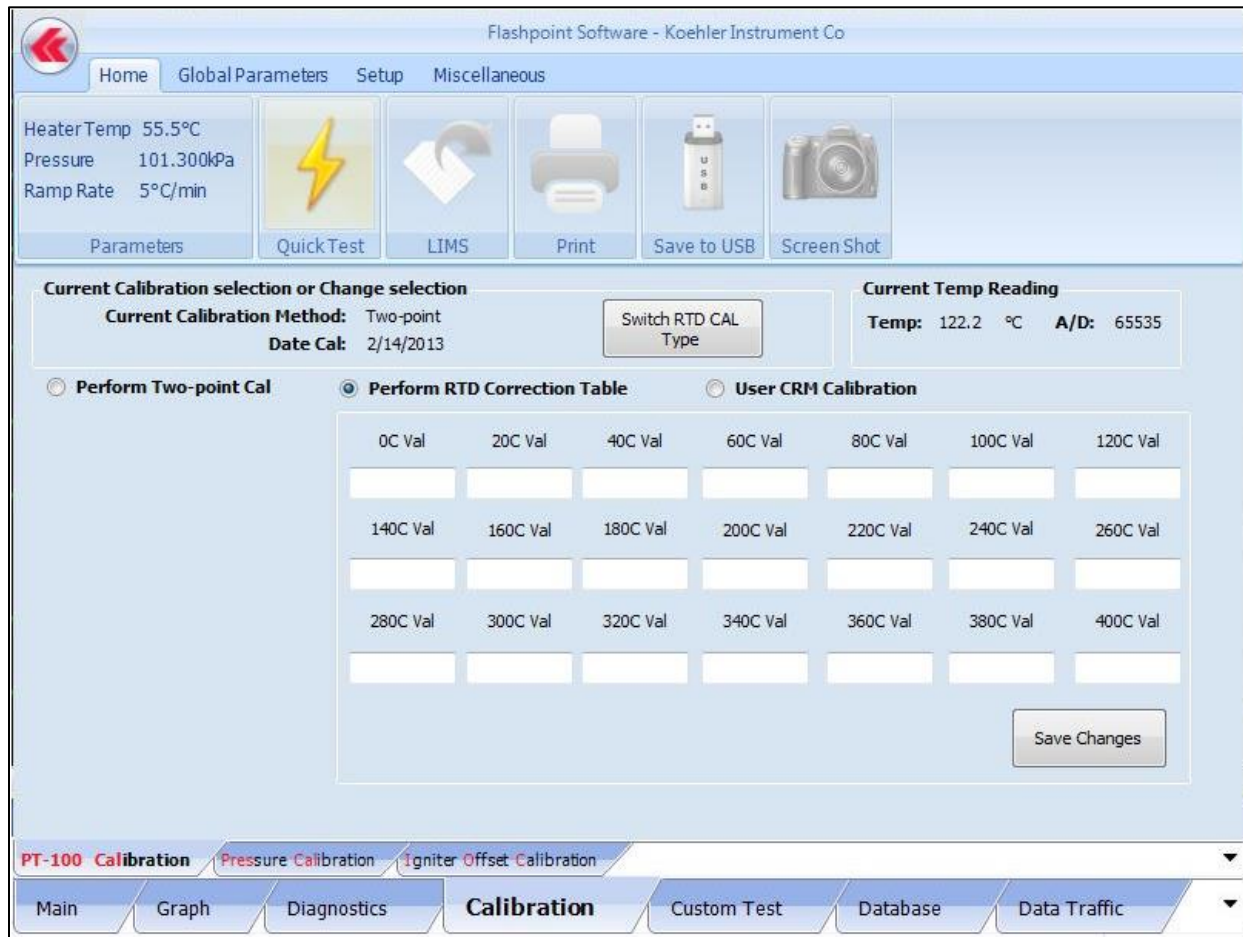 Flashpoint Software - Koehler Instrument Co
Home Global Parameters Setup Miscellaneous
Heater Temp 55.5°C
Pressure 101.300kPa
Ramp Rate 5°C/min
Parameters Quick Test LIMS Print Save to USB Screen Shot
USB
Current Calibration selection or Change selection
Current Calibration Method: Two-point
Date Cal: 2/14/2013
Switch RTD CAL
Type
Current Temp Reading
Temp: 122.2 ºC A/D: 65535
Perform Two-point Cal Perform RTD Correction Table User CRM Calibration
0C Val 20C Val 40C Val 60C Val 80C Val 100C Val 120C Val
140C Val 160C Val 180C Val 200C Val 220C Val 240C Val 260C Val
280C Val 300C Val 320C Val 340C Val 360C Val 380C Val 400C Val
Save Changes
PT-100 Calibration Pressure Calibration Igniter Offset Calibration
Main Graph Diagnostics Calibration Custom Test Database Data Traffic